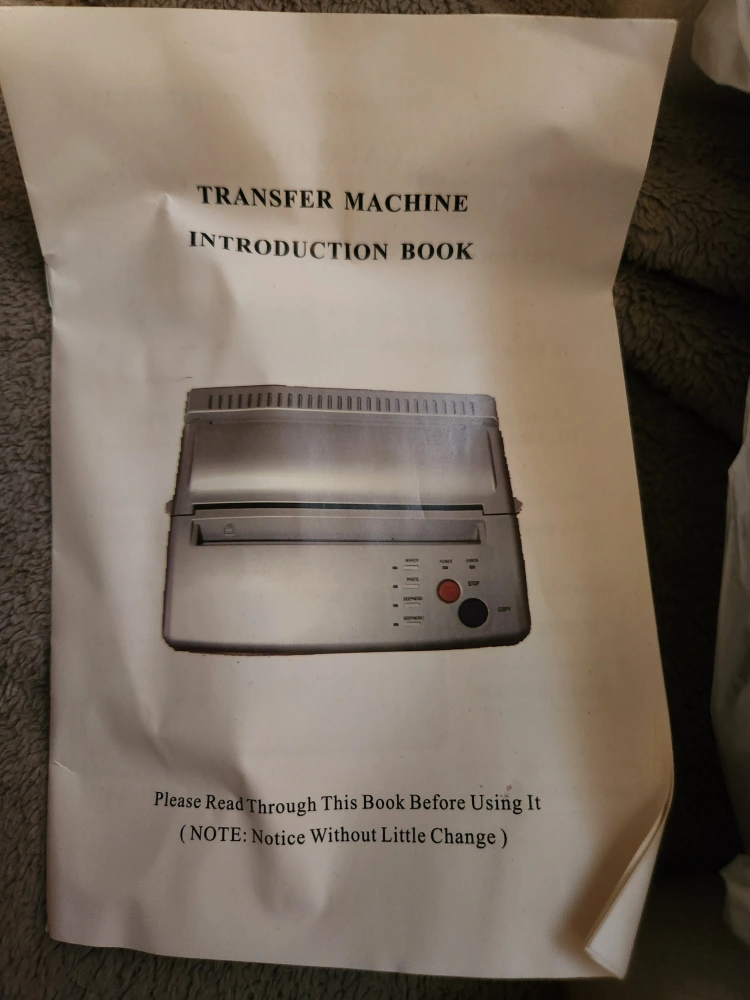 TRANSFER MACHINE
INTRODUCTION BOOK
POWER
STOP
COPY
Please Read Through This Book Before Using It
( NOTE: Notice Without Little Change )